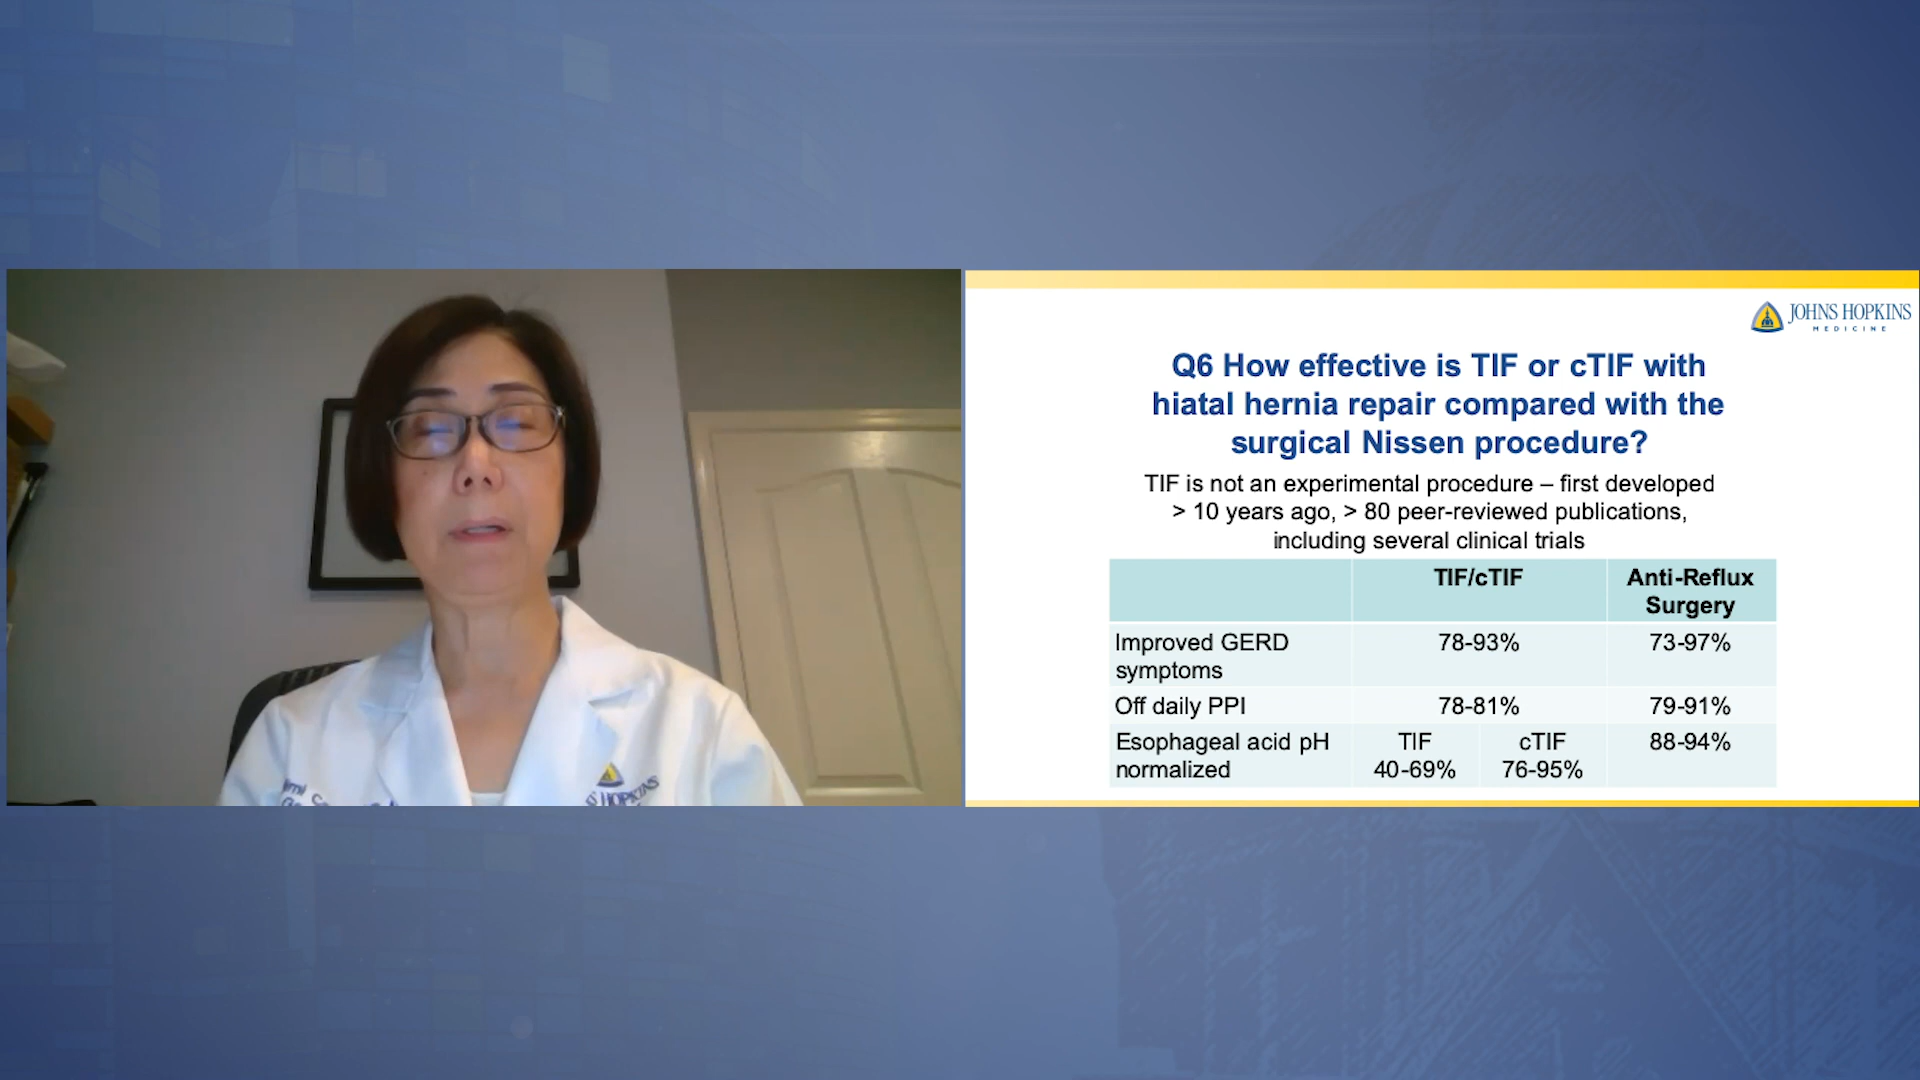 JOHNS HOPKINS
MEDICINE
Q6 How effective is TIF or cTIF with
hiatal hernia repair compared with the
surgical Nissen procedure?
TIF is not an experimental procedure – first developed
> 10 years ago, > 80 peer-reviewed publications,
including several clinical trials
TIF/cTIF
Anti-Reflux
Surgery
Improved GERD
symptoms
78-93%
73-97%
Off daily PPI
78-81%
79-91%
Esophageal acid pH
normalized
TIF
40-69%
cTIF
76-95%
88-94%
HOPKINS